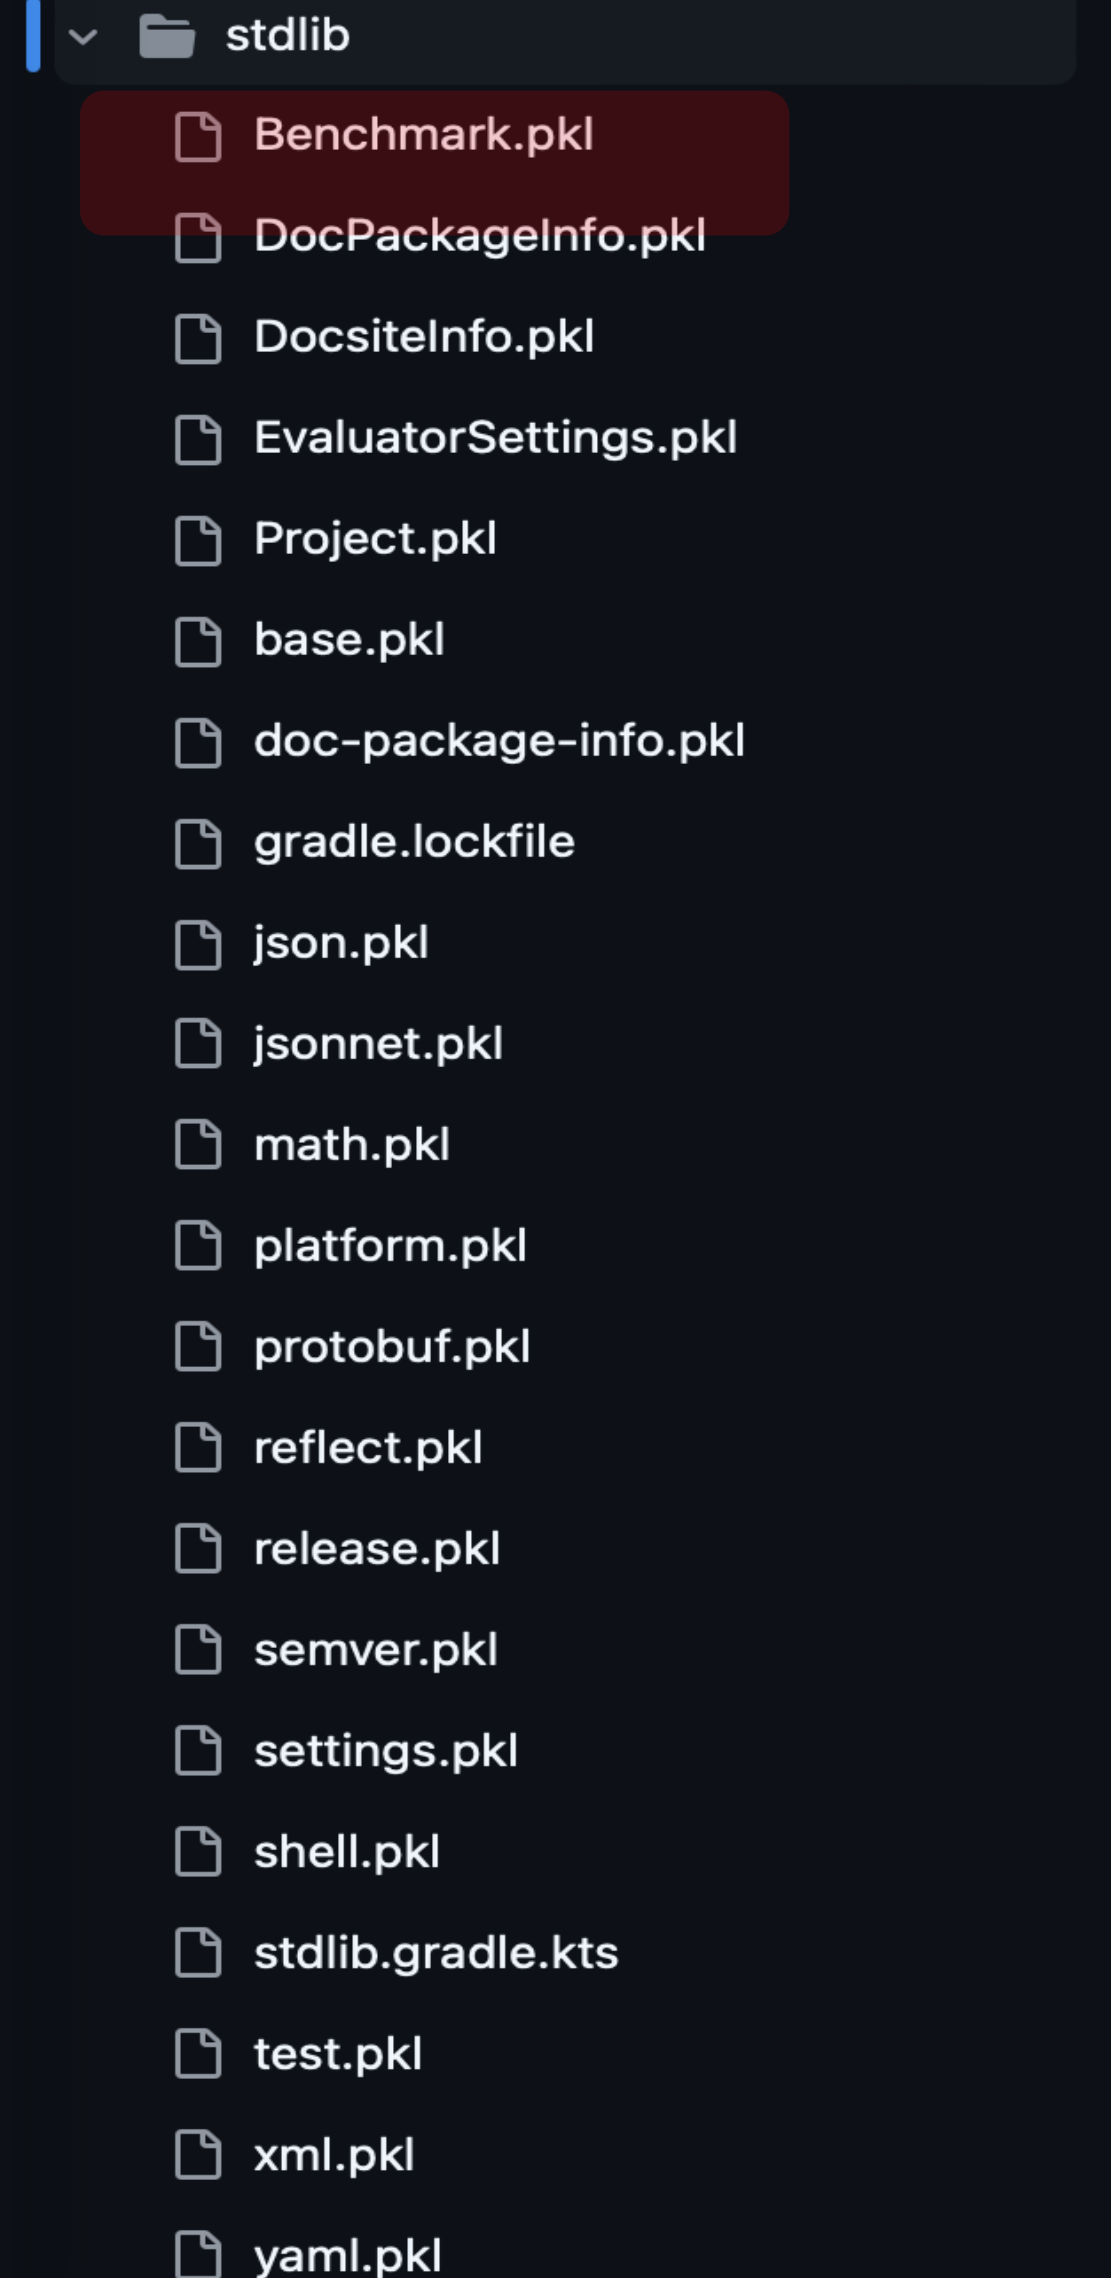 stdlib
Benchmark.pkl
DocPackageInfo.pkl
DocsiteInfo.pkl
EvaluatorSettings.pkl
Project.pkl
base.pkl
doc-package-info.pkl
gradle.lockfile
json.pkl
jsonnet.pkl
math.pkl
platform.pkl
protobuf.pkl
reflect.pkl
release.pkl
semver.pkl
settings.pkl
shell.pkl
stdlib.gradle.kts
test.pkl
xml.pkl
yaml.pkl